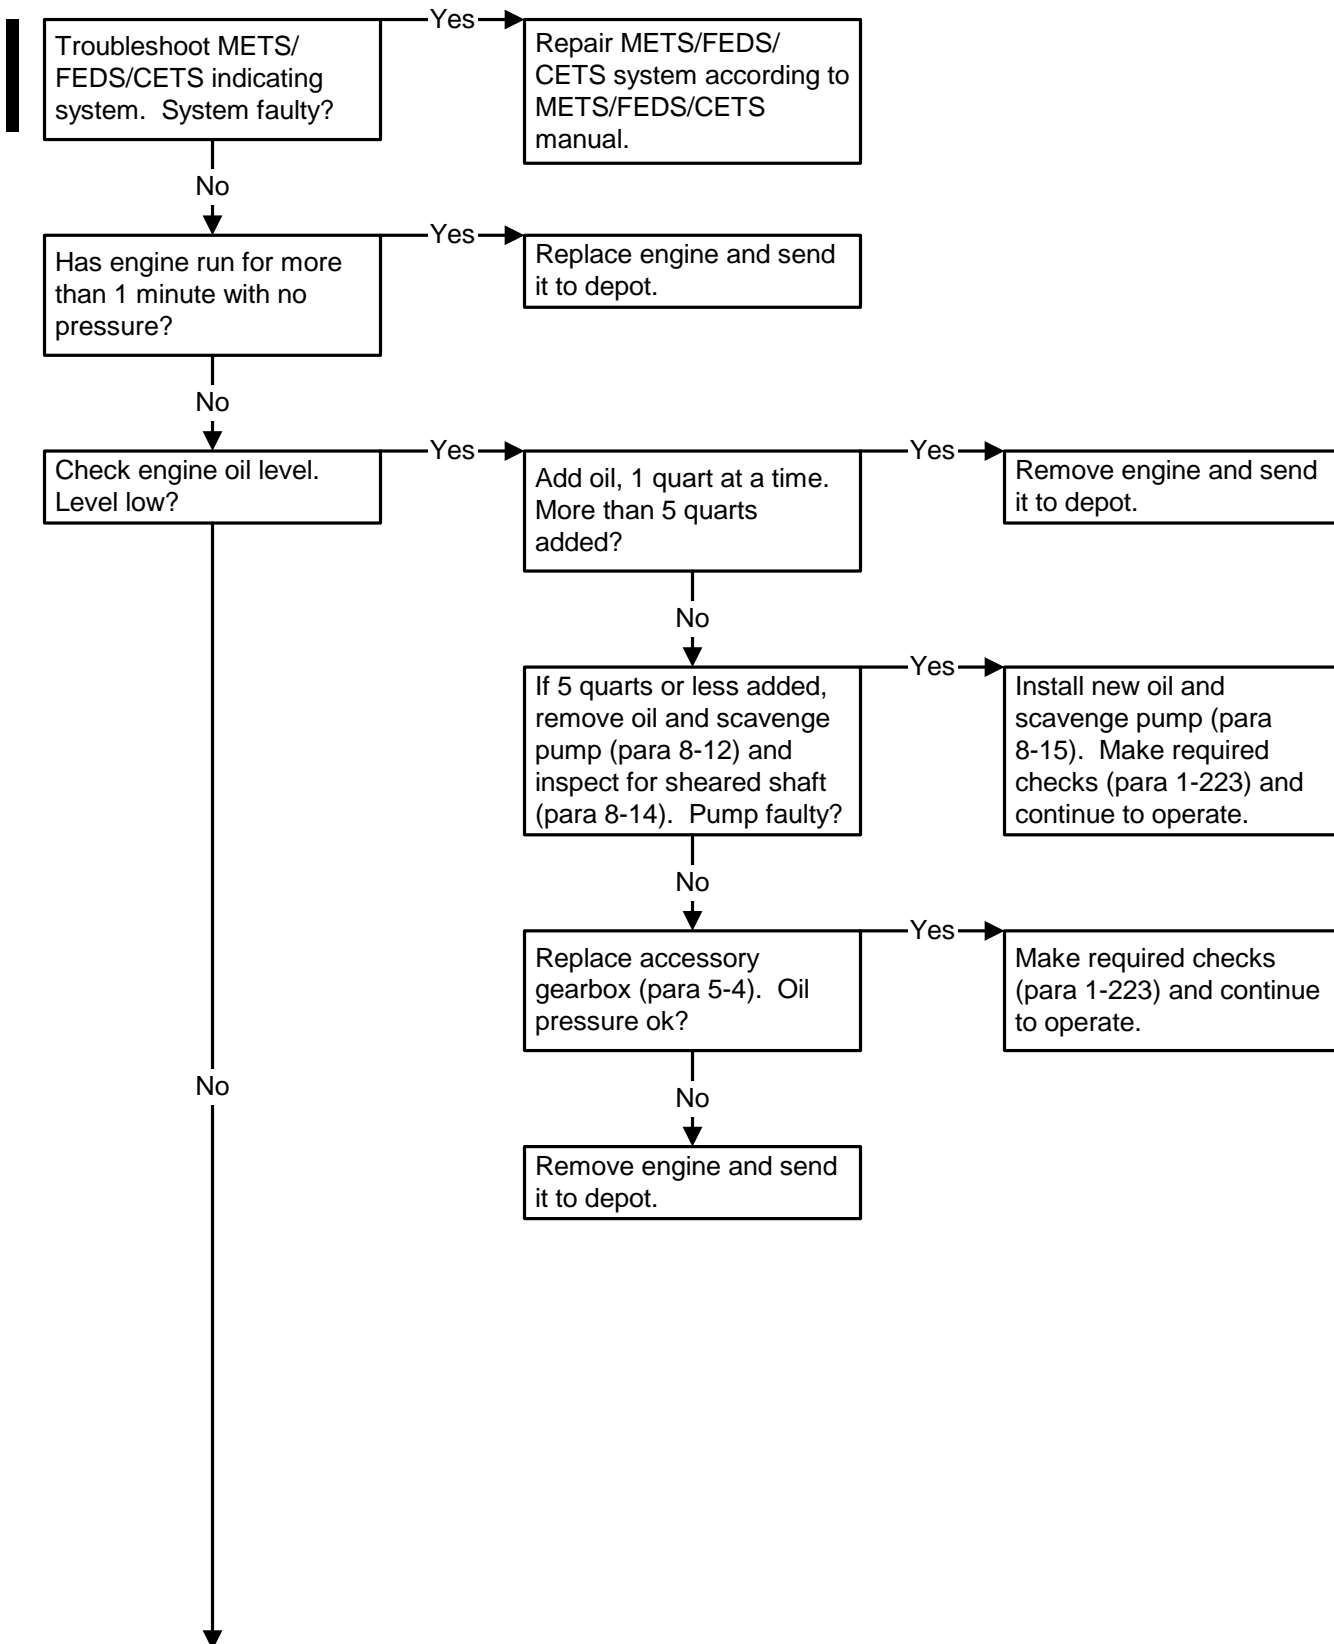 Troubleshoot METS/
FEDS/CETS indicating
system.  System faulty?
Yes
Repair METS/FEDS/
CETS system according to
METS/FEDS/CETS
manual.
No
Has engine run for more
than 1 minute with no
pressure?
Yes
Replace engine and send
it to depot.
No
Check engine oil level.
Level low?
Yes
Add oil, 1 quart at a time.
More than 5 quarts
added?
Yes
Remove engine and send
it to depot.
No
If 5 quarts or less added,
remove oil and scavenge
pump (para 8-12) and
inspect for sheared shaft
(para 8-14).  Pump faulty?
Yes
Install new oil and
scavenge pump (para
8-15).  Make required
checks (para 1-223) and
continue to operate.
No
Replace accessory
gearbox (para 5-4).  Oil
pressure ok?
Yes
Make required checks
(para 1-223) and continue
to operate.
No
Remove engine and send
it to depot.
No